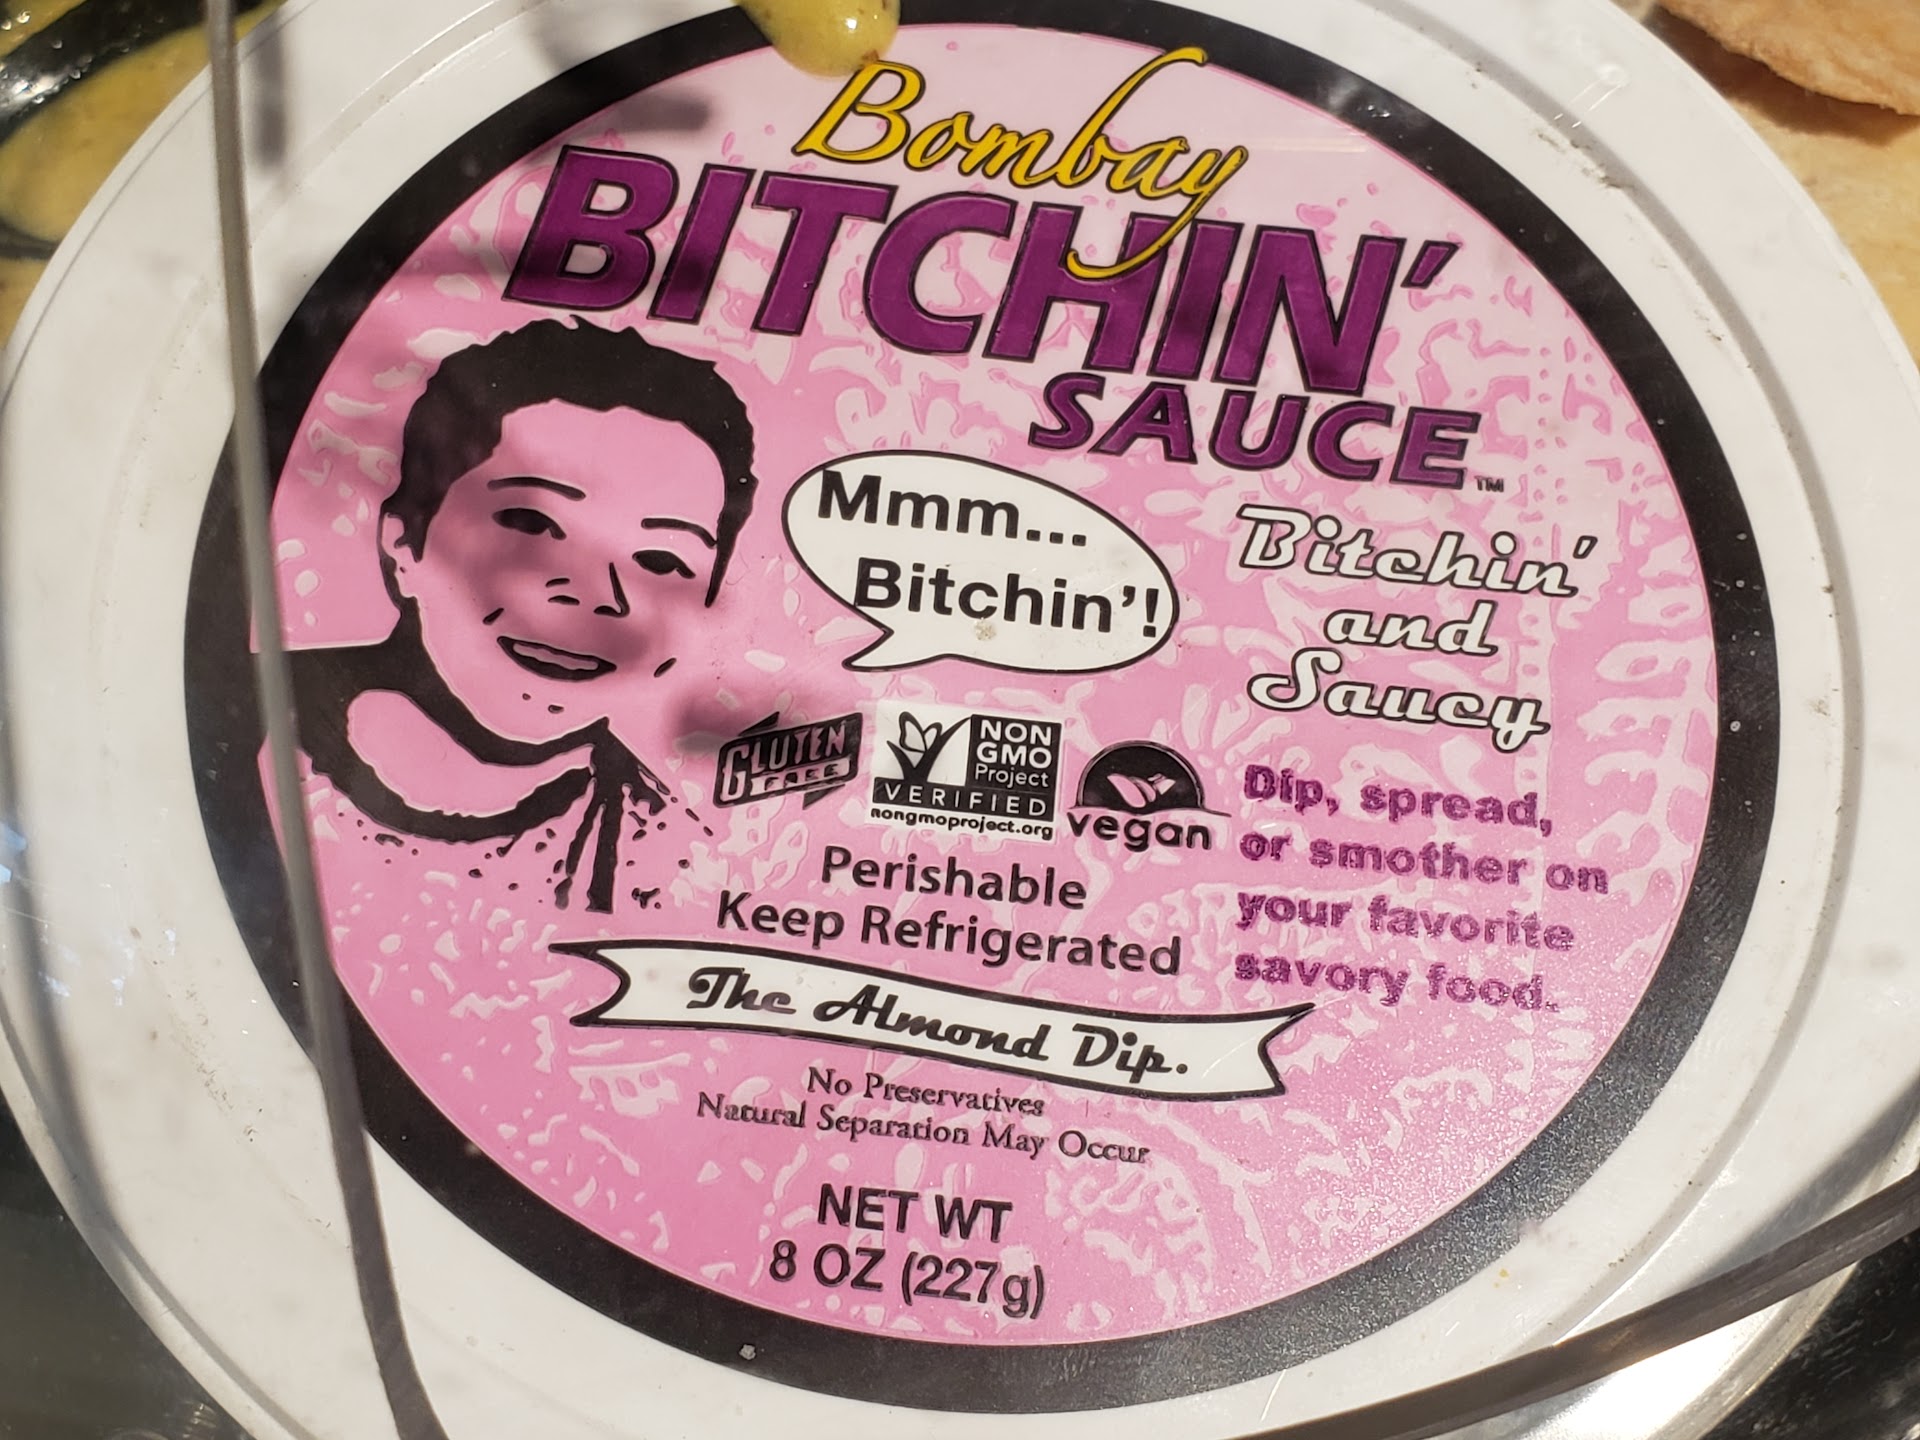 Bombay
BITCHIN'
SAUCE™
Mmm...
Bitchin'!
Bitchin'
and
Saucy
GLUTEN
FREE
NON
GMO
Project
VERIFIED
nongmoproject.org
vegan
Dip, spread,
or smother on
your favorite
savory food.
Perishable
Keep Refrigerated
The Almond Dip.
No Preservatives
Natural Separation May Occur
NET WT
8 OZ (227g)